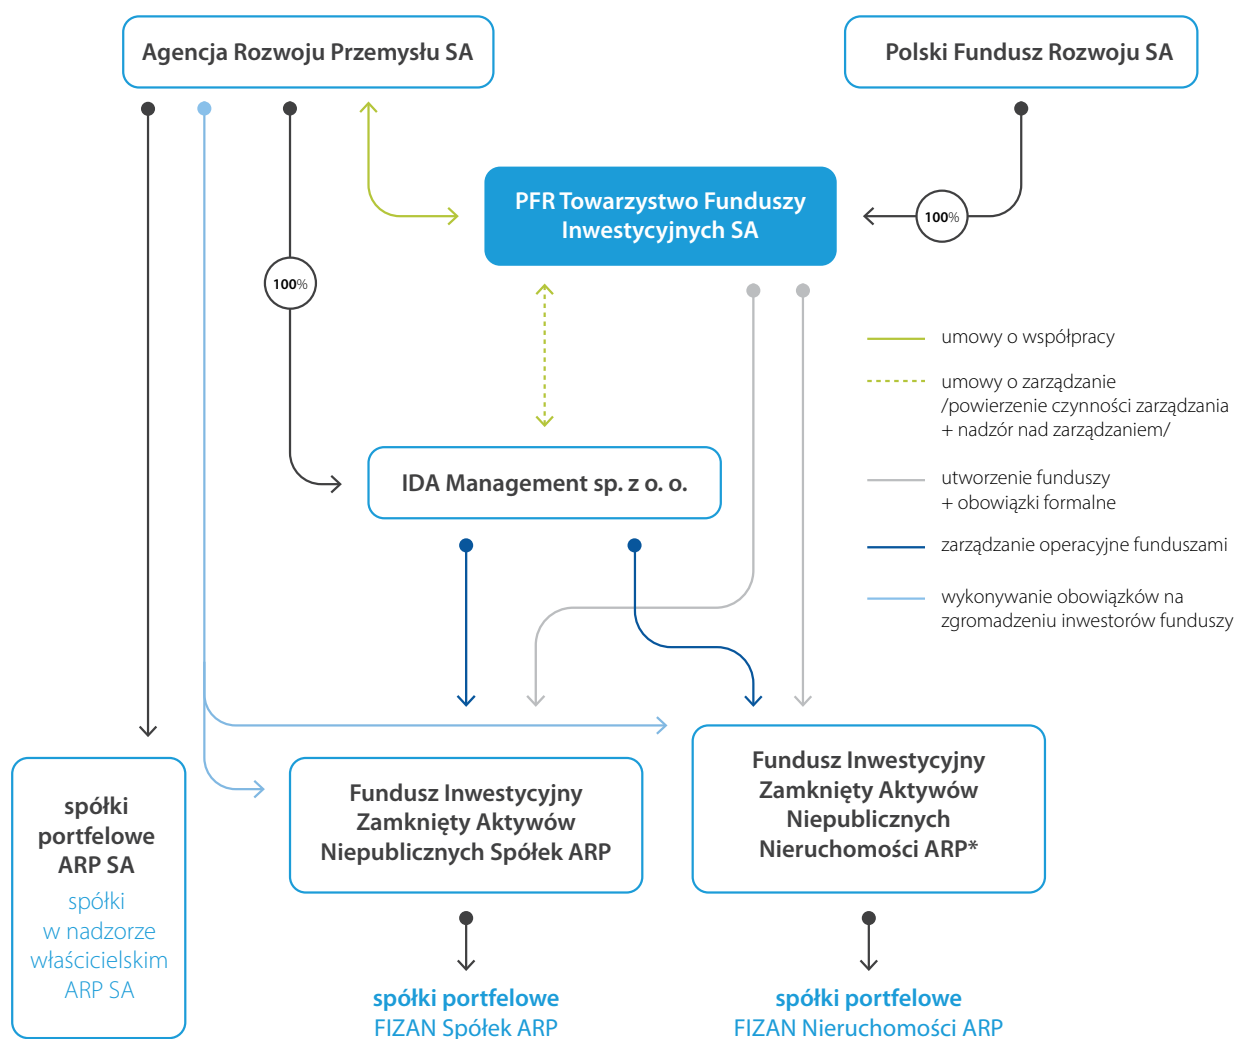 Agencja Rozwoju Przemysłu SA
Polski Fundusz Rozwoju SA
PFR Towarzystwo Funduszy
Inwestycyjnych SA
100%
100%
umowy o współpracy
umowy o zarządzanie
/powierzenie czynności zarządzania
+ nadzór nad zarządzaniem/
utworzenie funduszy
+ obowiązki formalne
zarządzanie operacyjne funduszami
wykonywanie obowiązków na
zgromadzeniu inwestorów funduszy
IDA Management sp. z o. o.
spółki
portfelowe
ARP SA
spółki
w nadzorze
właścicielskim
ARP SA
Fundusz Inwestycyjny
Zamknięty Aktywów
Niepublicznych Spółek ARP
Fundusz Inwestycyjny
Zamknięty Aktywów
Niepublicznych
Nieruchomości ARP*
spółki portfelowe
FIZAN Spółek ARP
spółki portfelowe
FIZAN Nieruchomości ARP